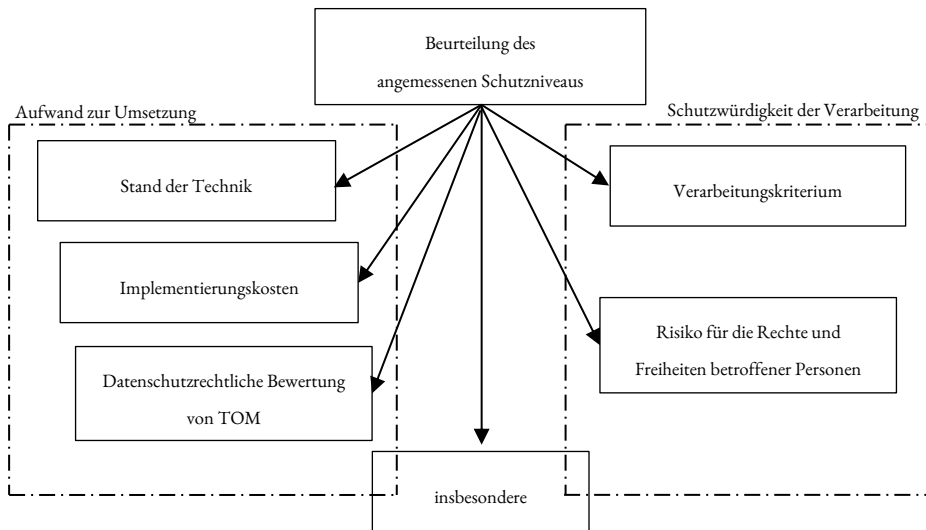 Beurteilung des
angemessenen Schutzniveaus
Aufwand zur Umsetzung
Schutzwürdigkeit der Verarbeitung
Stand der Technik
Verarbeitungskriterium
Implementierungskosten
Risiko für die Rechte und
Freiheiten betroffener Personen
Datenschutzrechtliche Bewertung
von TOM
insbesondere